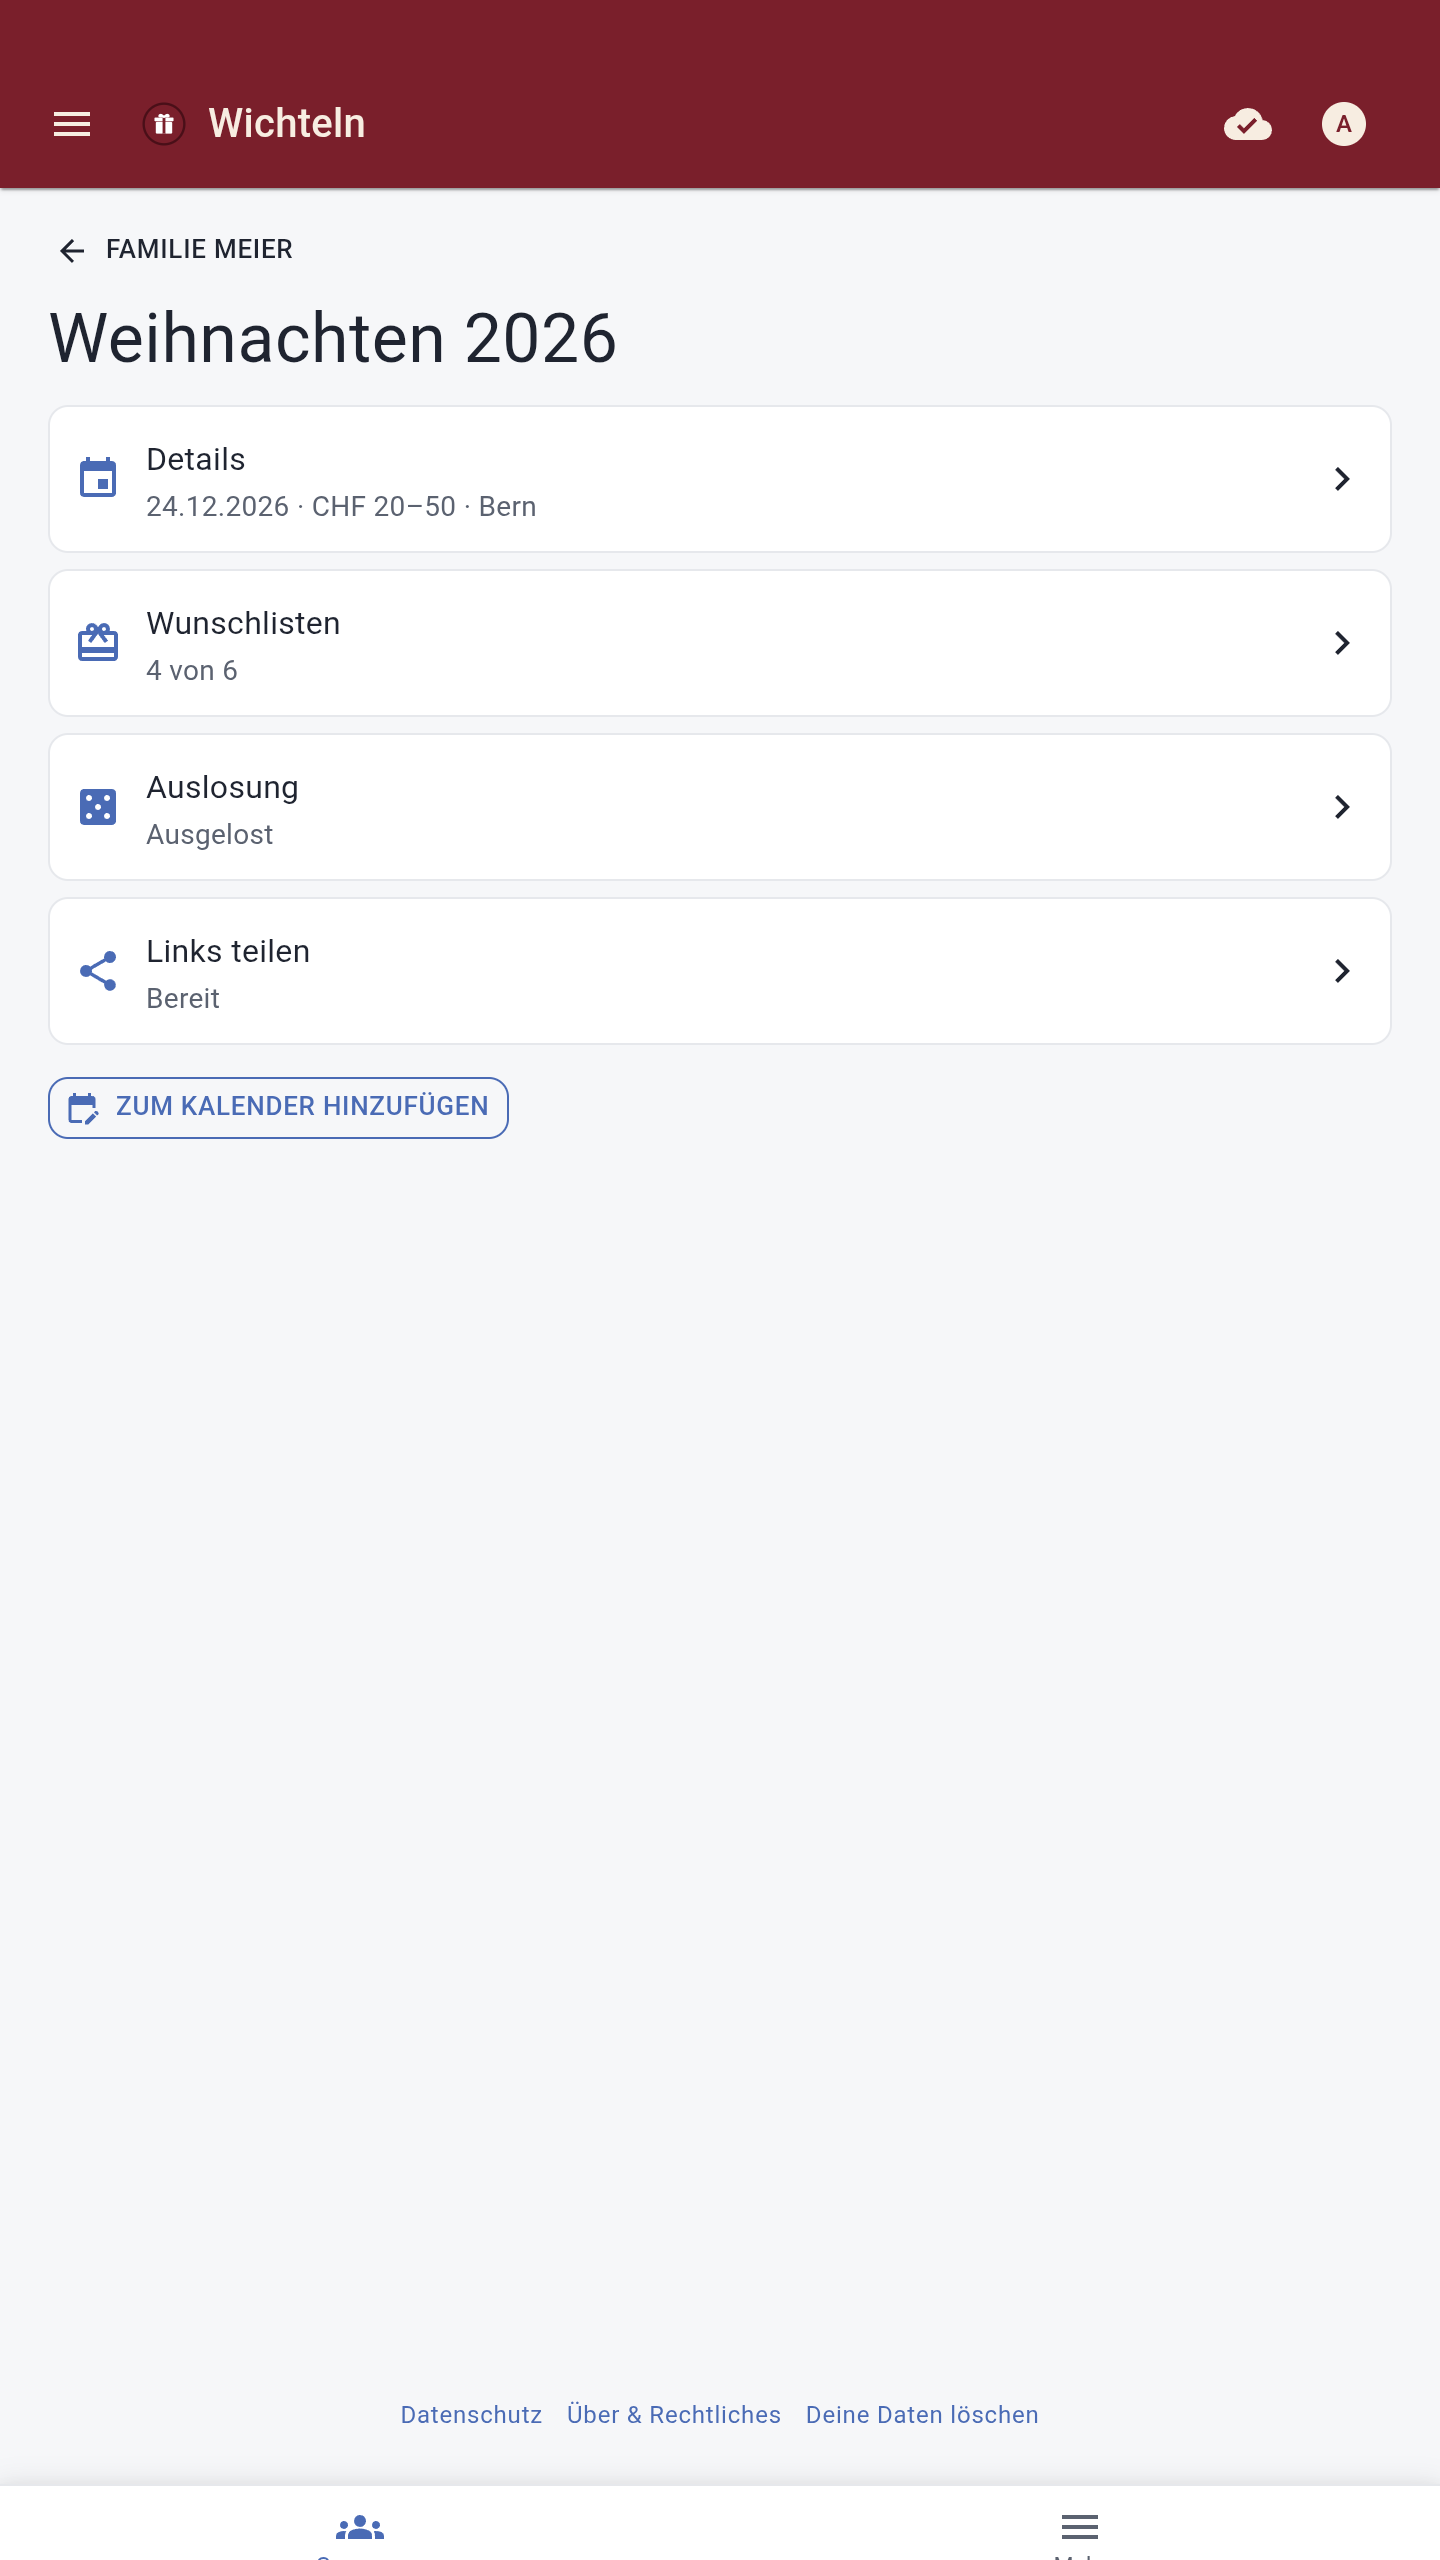 Wichteln
A
FAMILIE MEIER
Weihnachten 2026
Details
24.12.2026 · CHF 20–50 · Bern
Wunschlisten
4 von 6
Auslosung
Ausgelost
Links teilen
Bereit
ZUM KALENDER HINZUFÜGEN
Datenschutz Über & Rechtliches Deine Daten löschen